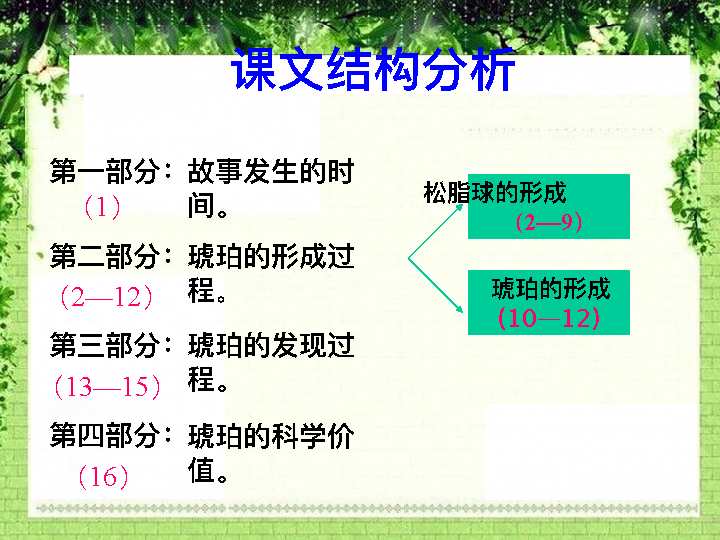 课文结构分析
第一部分：故事发生的时
（1） 间。
第二部分：琥珀的形成过
（2—12） 程。
第三部分：琥珀的发现过
（13—15） 程。
第四部分：琥珀的科学价
（16） 值。
松脂球的形成
（2—9）
琥珀的形成
（10—12）